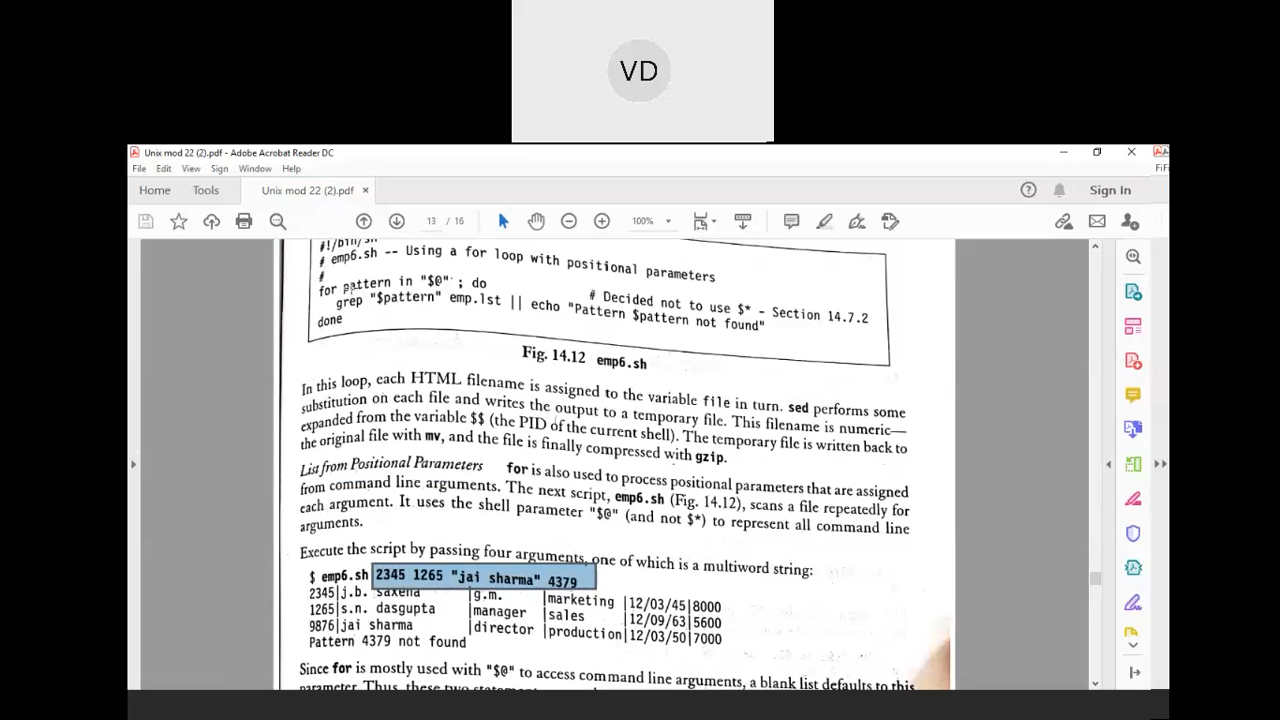 VD
Unix mod 22 (2).pdf - Adobe Acrobat Reader DC
File Edit View Sign Window Help
FiFi
Home Tools Unix mod 22 (2).pdf × Sign In
13 / 16 100%
#!/bin/sh
# emp6.sh -- Using a for loop with positional parameters
#
for pattern in "$@" ; do # Decided not to use $* - Section 14.7.2
grep "$pattern" emp.lst || echo "Pattern $pattern not found"
done
Fig. 14.12 emp6.sh
In this loop, each HTML filename is assigned to the variable file in turn. sed performs some
substitution on each file and writes the output to a temporary file. This filename is numeric—
expanded from the variable $$ (the PID of the current shell). The temporary file is written back to
the original file with mv, and the file is finally compressed with gzip.
List from Positional Parameters for is also used to process positional parameters that are assigned
from command line arguments. The next script, emp6.sh (Fig. 14.12), scans a file repeatedly for
each argument. It uses the shell parameter "$@" (and not $*) to represent all command line
arguments.
Execute the script by passing four arguments, one of which is a multiword string:
$ emp6.sh 2345 1265 "jai sharma" 4379
2345|j.b. saxena |g.m. |marketing |12/03/45|8000
1265|s.n. dasgupta |manager |sales |12/09/63|5600
9876|jai sharma |director |production|12/03/50|7000
Pattern 4379 not found
Since for is mostly used with "$@" to access command line arguments, a blank list defaults to this
parameter. Thus, these two